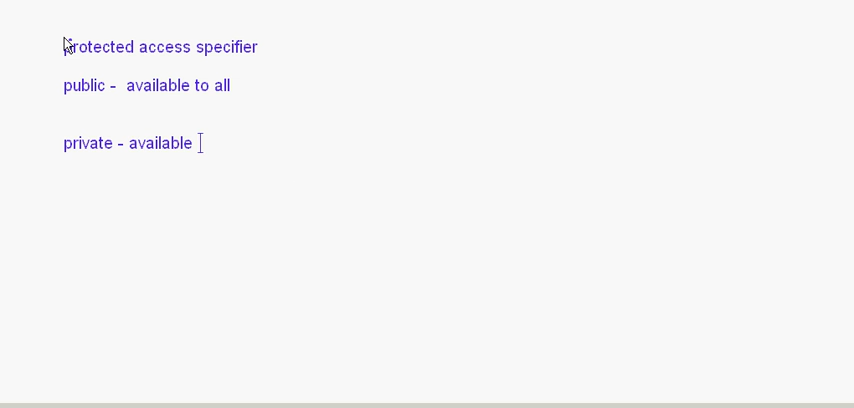 protected access specifier
public -  available to all
private - available